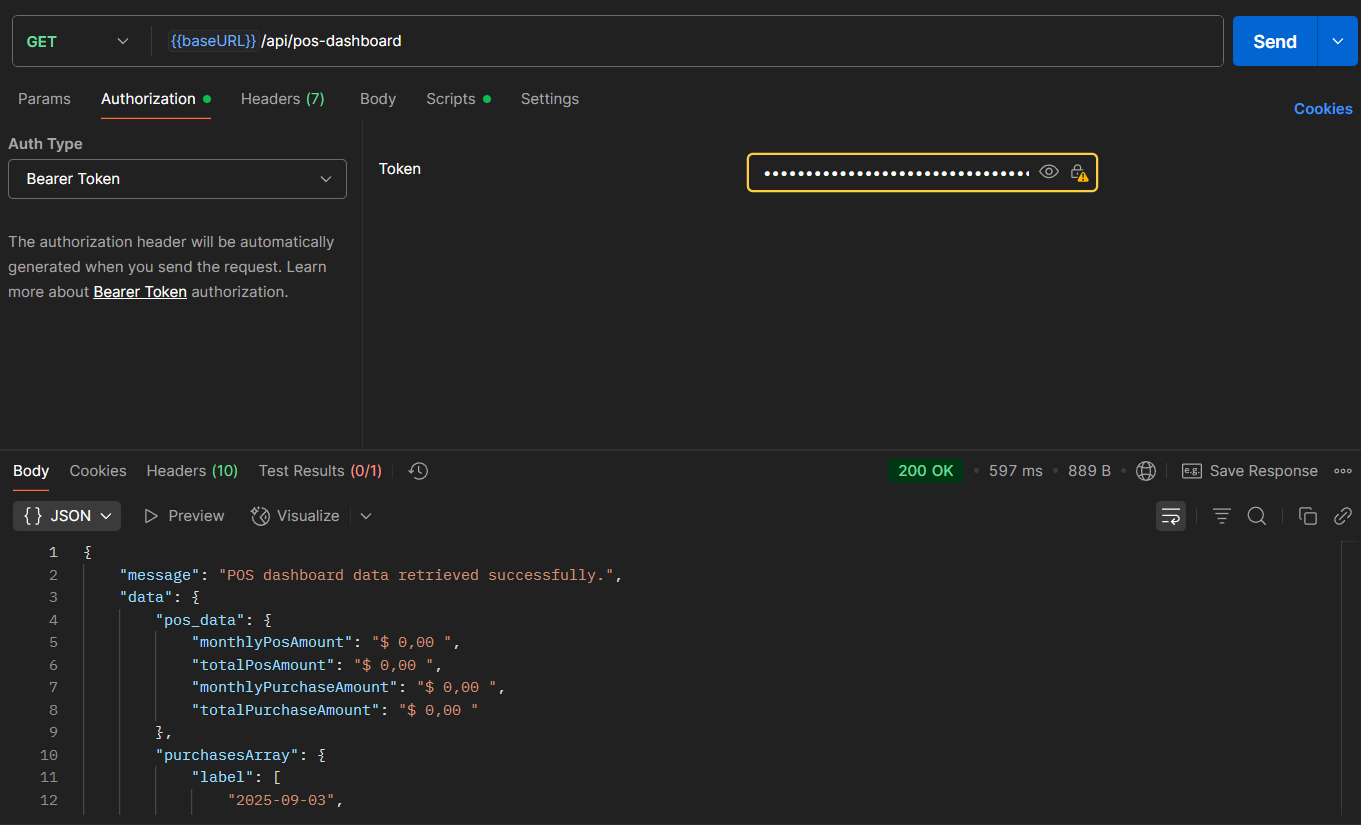 GET {{baseURL}}/api/pos-dashboard Send
Params Authorization Headers (7) Body Scripts Settings Cookies
Auth Type
Bearer Token
Token
The authorization header will be automatically
generated when you send the request. Learn
more about Bearer Token authorization.
Body Cookies Headers (10) Test Results (0/1) 200 OK • 597 ms • 889 B • e.g. Save Response
{} JSON Preview Visualize
1 {
2 "message": "POS dashboard data retrieved successfully.",
3 "data": {
4 "pos_data": {
5 "monthlyPosAmount": "$ 0,00 ",
6 "totalPosAmount": "$ 0,00 ",
7 "monthlyPurchaseAmount": "$ 0,00 ",
8 "totalPurchaseAmount": "$ 0,00 "
9 },
10 "purchasesArray": {
11 "label": [
12 "2025-09-03",